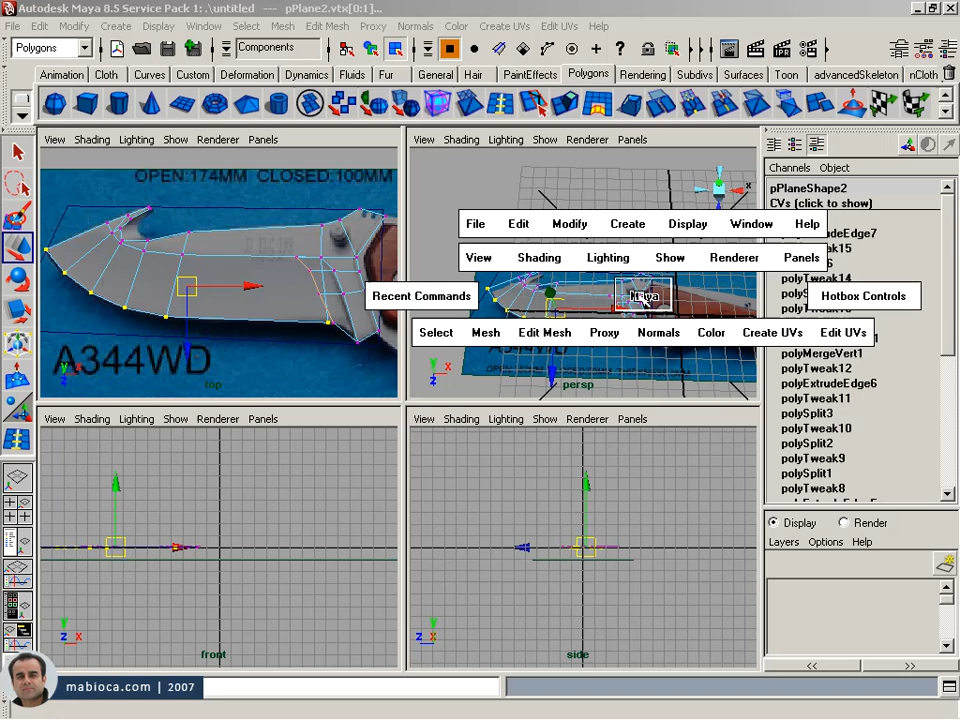 Autodesk Maya 8.5 Service Pack 1: .\untitled --- pPlane2.vtx[0:1]...
File Edit Modify Create Display Window Select Mesh Edit Mesh Proxy Normals Color Create UVs Edit UVs Help
Polygons Components
Animation Cloth Curves Custom Deformation Dynamics Fluids Fur General Hair PaintEffects Polygons Rendering Subdivs Surfaces Toon advancedSkeleton nCloth
View Shading Lighting Show Renderer Panels
View Shading Lighting Show Renderer Panels
Channels Object
OPEN:174MM CLOSED:100MM
A344WD
top
persp
File Edit Modify Create Display Window Help
View Shading Lighting Show Renderer Panels
Recent Commands
Maya
Hotbox Controls
Select Mesh Edit Mesh Proxy Normals Color Create UVs Edit UVs
pPlaneShape2
CVs (click to show)
polyTweak14
polyMergeVert1
polyTweak12
polyExtrudeEdge6
polyTweak11
polySplit3
polyTweak10
polySplit2
polyTweak9
polySplit1
polyTweak8
View Shading Lighting Show Renderer Panels
View Shading Lighting Show Renderer Panels
front
side
Display Render
Layers Options Help
<< >>
mabioca.com | 2007